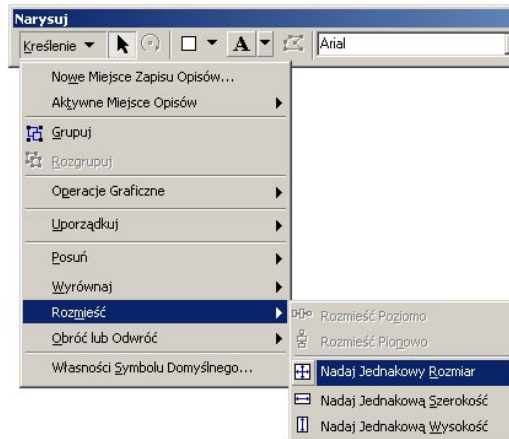 Narysuj
Kreślenie
A
Arial
Nowe Miejsce Zapisu Opisów...
Aktywne Miejsce Opisów
Grupuj
Rozgrupuj
Operacje Graficzne
Uporządkuj
Posuń
Wyrównaj
Rozmieść
Obróć lub Odwróć
Własności Symbolu Domyślnego...
Rozmieść Poziomo
Rozmieść Pionowo
Nadaj Jednakowy Rozmiar
Nadaj Jednakową Szerokość
Nadaj Jednakową Wysokość